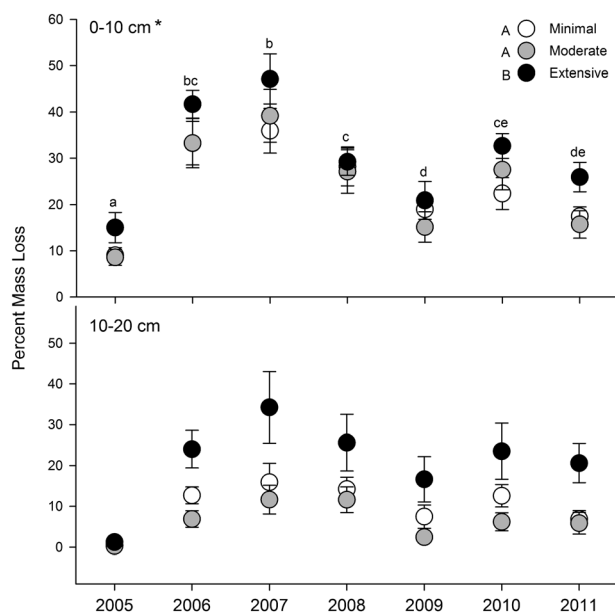 60
50
40
30
20
10
0
0-10 cm *
A Minimal
A Moderate
B Extensive
a
bc
b
c
d
ce
de
Percent Mass Loss
10-20 cm
50
40
30
20
10
0
2005 2006 2007 2008 2009 2010 2011